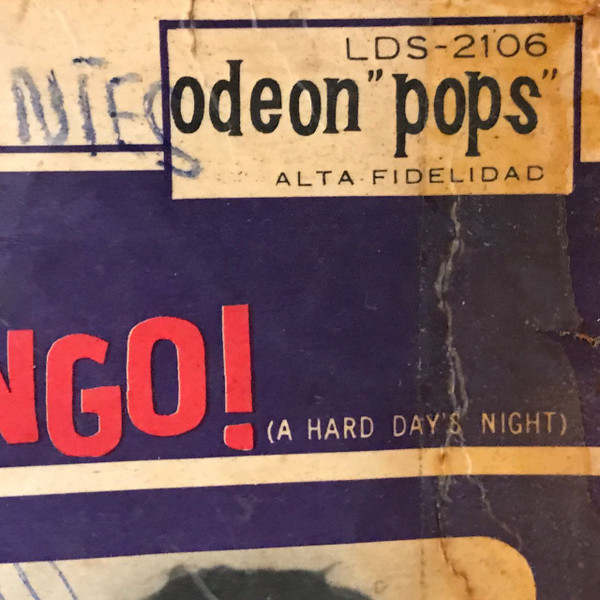 LDS-2106
odeon "pops"
ALTA FIDELIDAD
NGO!
(A HARD DAY'S NIGHT)